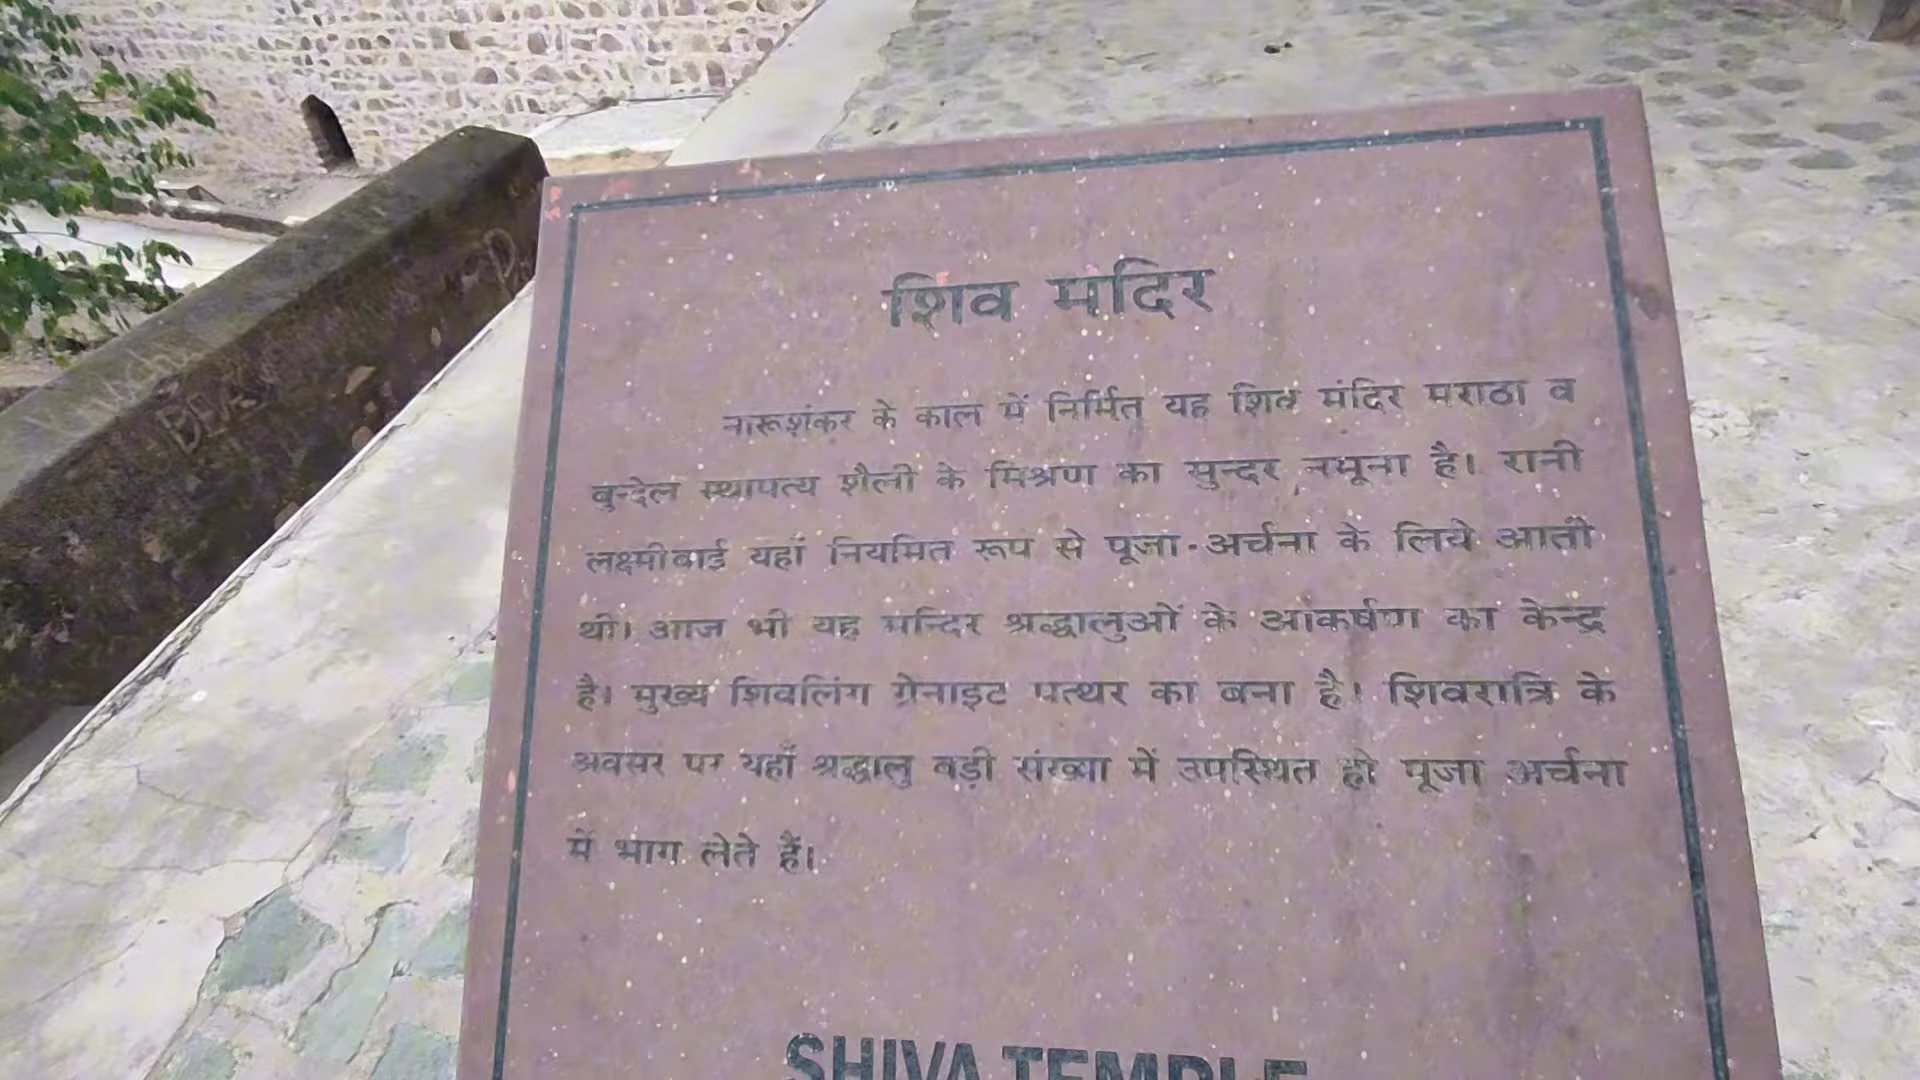 शिव मंदिर
नारूशंकर के काल में निर्मित यह शिव मंदिर मराठा व
बुन्देल स्थापत्य शैली के मिश्रण का सुन्दर नमूना है। रानी
लक्ष्मीबाई यहाँ नियमित रूप से पूजा-अर्चना के लिये आती
थी। आज भी यह मन्दिर श्रद्धालुओं के आकर्षण का केन्द्र
है। मुख्य शिवलिंग ग्रेनाइट पत्थर का बना है। शिवरात्रि के
अवसर पर यहाँ श्रद्धालु बड़ी संख्या में उपस्थित हो पूजा अर्चना
में भाग लेते हैं।
SHIVA TEMPLE